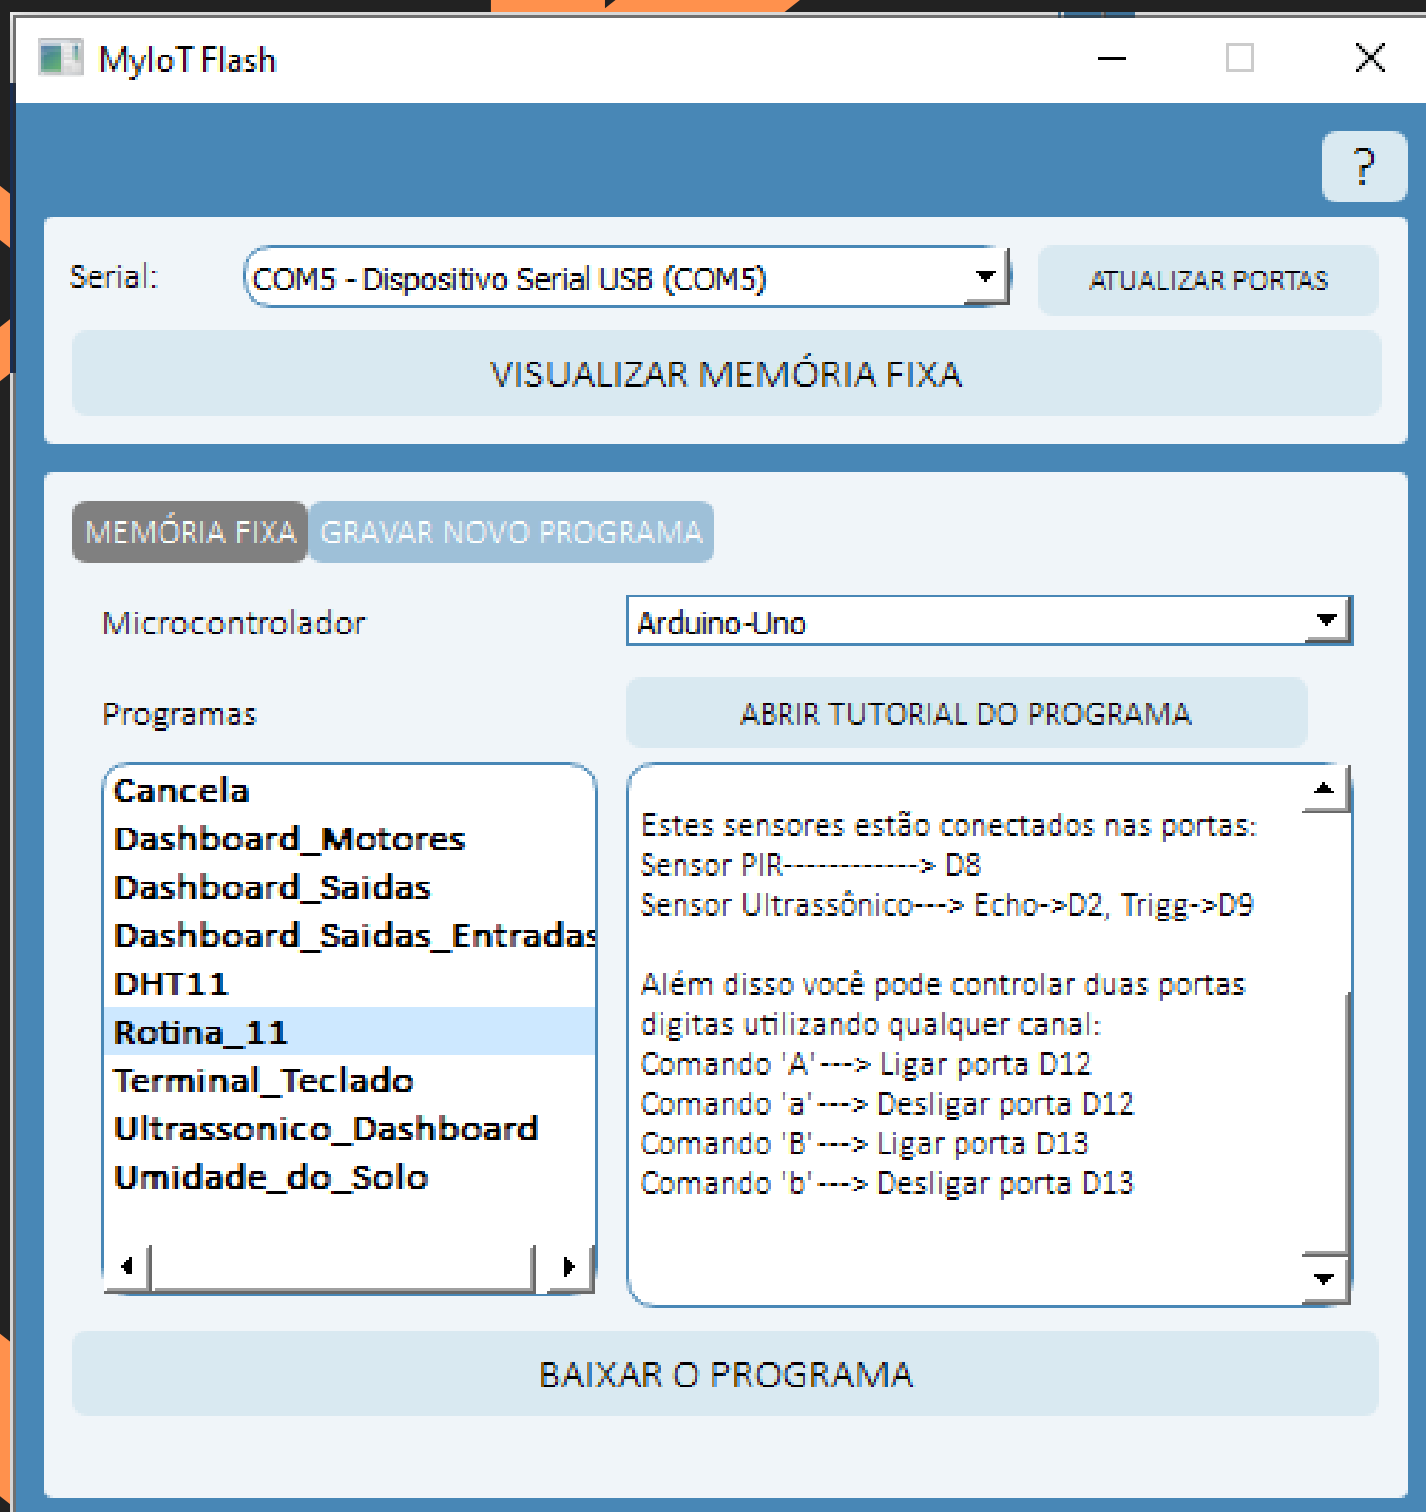 MyIoT Flash
?
Serial:
COM5 - Dispositivo Serial USB (COM5)
ATUALIZAR PORTAS
VISUALIZAR MEMÓRIA FIXA
MEMÓRIA FIXA
GRAVAR NOVO PROGRAMA
Microcontrolador
Arduino-Uno
Programas
ABRIR TUTORIAL DO PROGRAMA
Cancela
Dashboard_Motores
Dashboard_Saidas
Dashboard_Saidas_Entradas
DHT11
Rotina_11
Terminal_Teclado
Ultrassonico_Dashboard
Umidade_do_Solo
Estes sensores estão conectados nas portas:
Sensor PIR------------> D8
Sensor Ultrassônico---> Echo->D2, Trigg->D9
Além disso você pode controlar duas portas
digitas utilizando qualquer canal:
Comando 'A'---> Ligar porta D12
Comando 'a'---> Desligar porta D12
Comando 'B'---> Ligar porta D13
Comando 'b'---> Desligar porta D13
BAIXAR O PROGRAMA